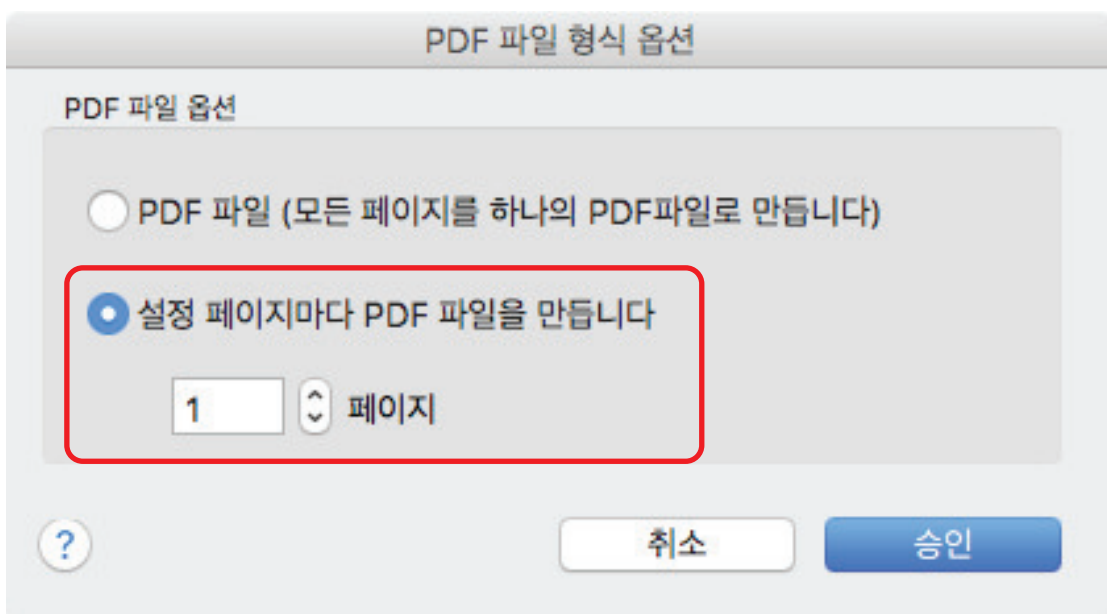 PDF 파일 형식 옵션
PDF 파일 옵션
PDF 파일 (모든 페이지를 하나의 PDF파일로 만듭니다)
설정 페이지마다 PDF 파일을 만듭니다
1 페이지
? 취소 승인